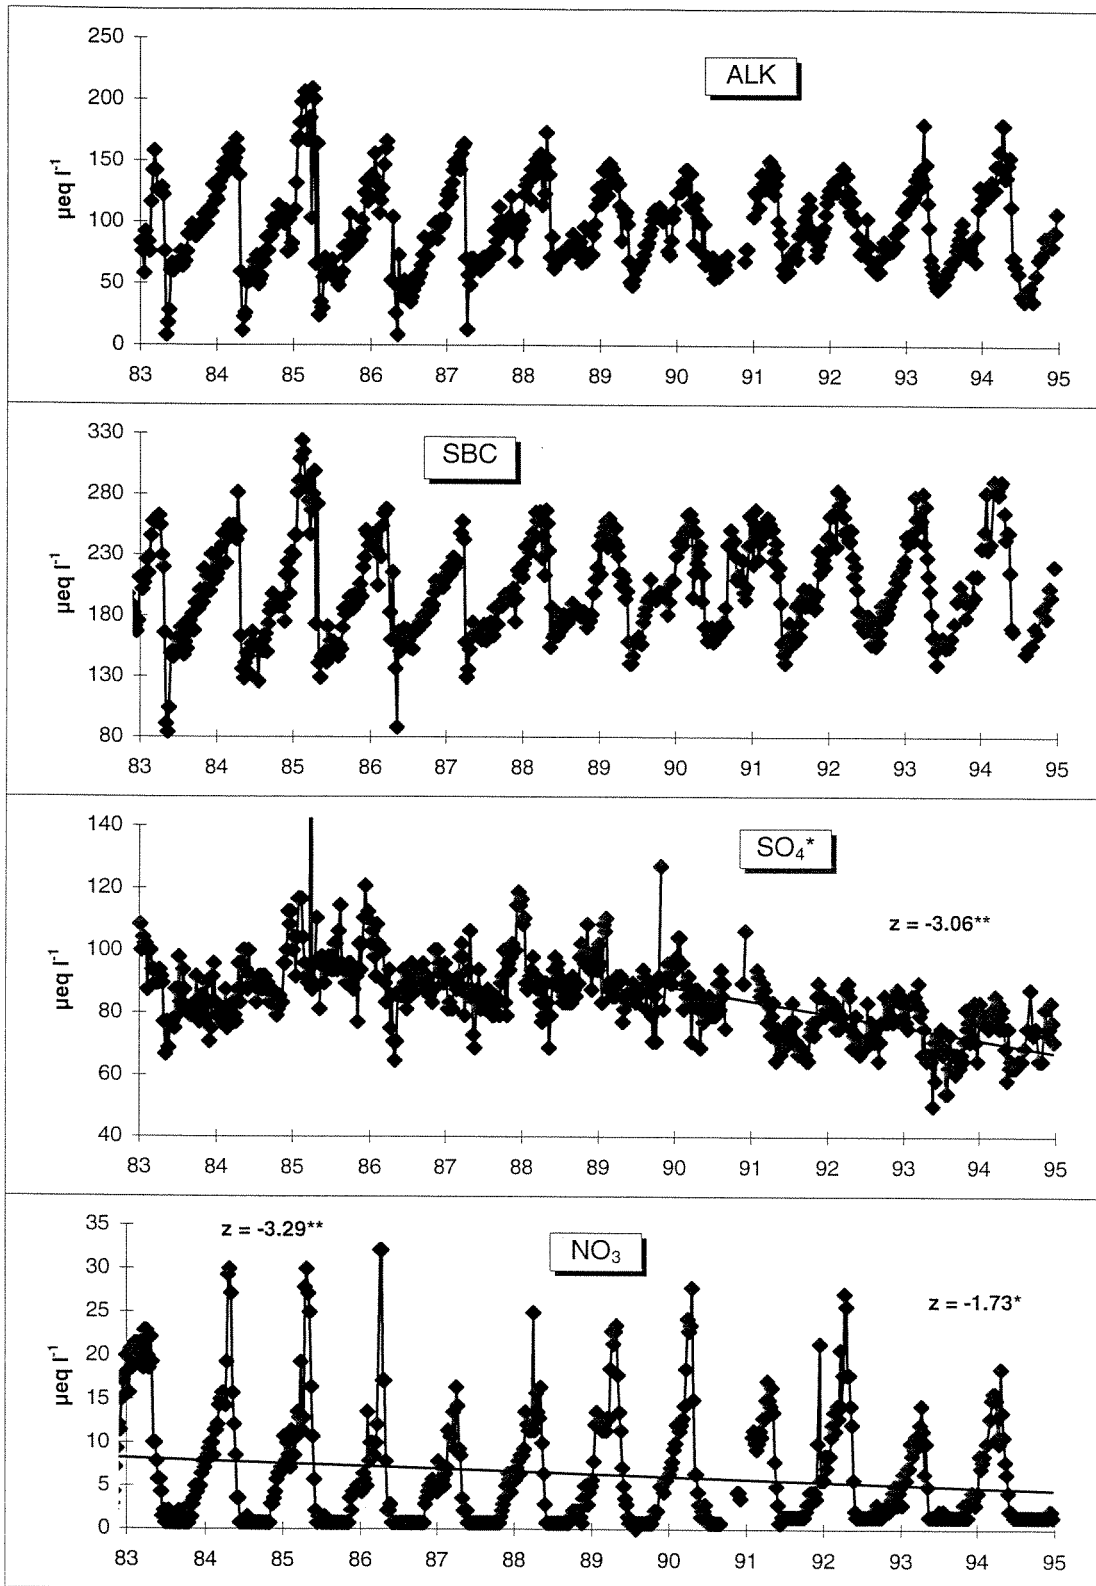 ALK
µeq l-1
250
200
150
100
50
0
83 84 85 86 87 88 89 90 91 92 93 94 95
SBC
µeq l-1
330
280
230
180
130
80
83 84 85 86 87 88 89 90 91 92 93 94 95
SO4*
z = -3.06**
µeq l-1
140
120
100
80
60
40
83 84 85 86 87 88 89 90 91 92 93 94 95
z = -3.29**
NO3
z = -1.73*
µeq l-1
35
30
25
20
15
10
5
0
83 84 85 86 87 88 89 90 91 92 93 94 95